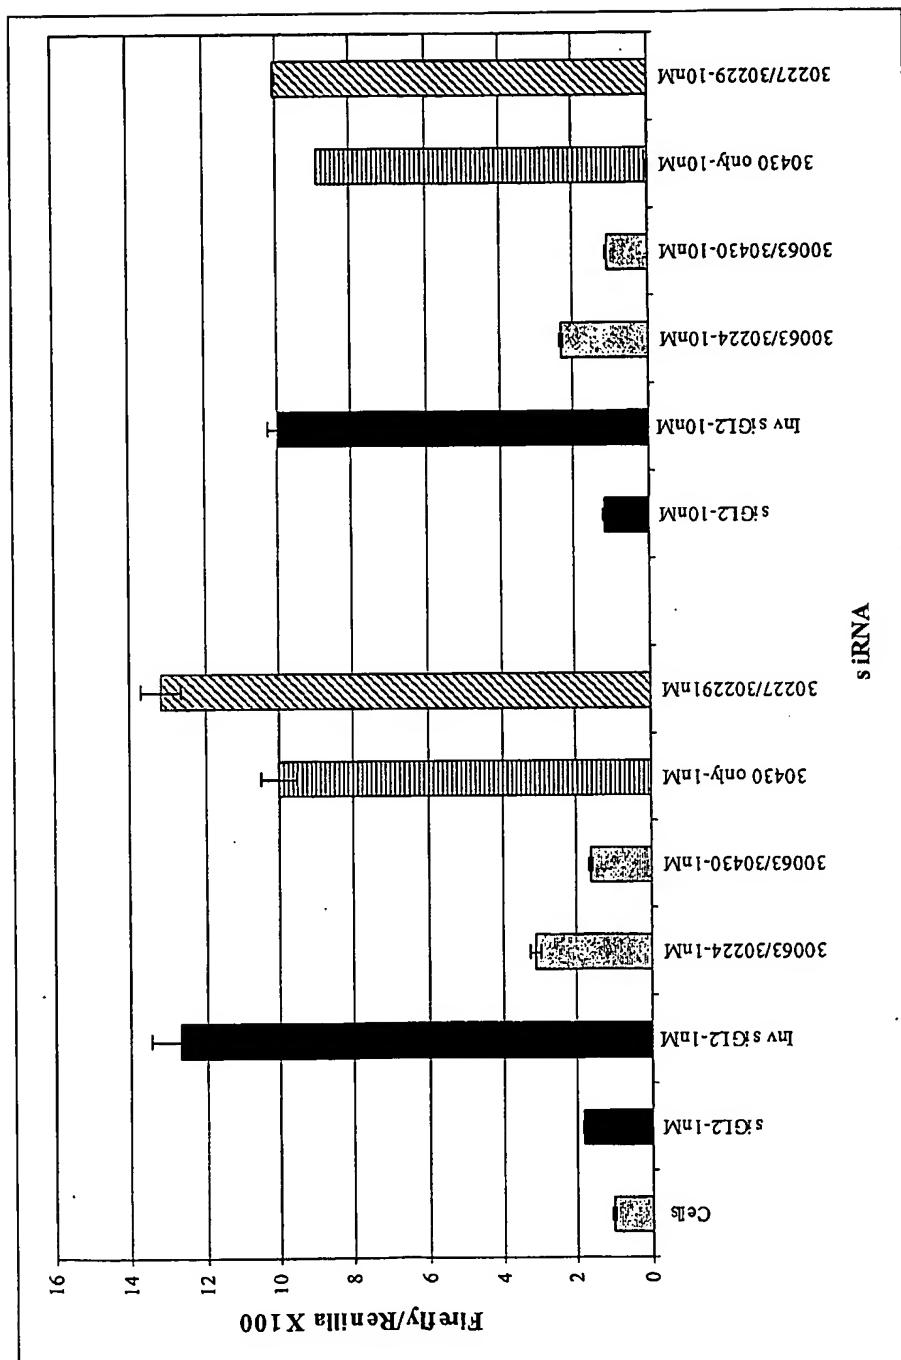 Firefly/Renilla X 100
16
14
12
10
8
6
4
2
0
Cells
siGL2-1nM
Inv siGL2-1nM
30063/30224-1nM
30063/30430-1nM
30430 only-1nM
30227/302291nM
siGL2-10nM
Inv siGL2-10nM
30063/30224-10nM
30063/30430-10nM
30430 only-10nM
30227/30229-10nM
siRNA